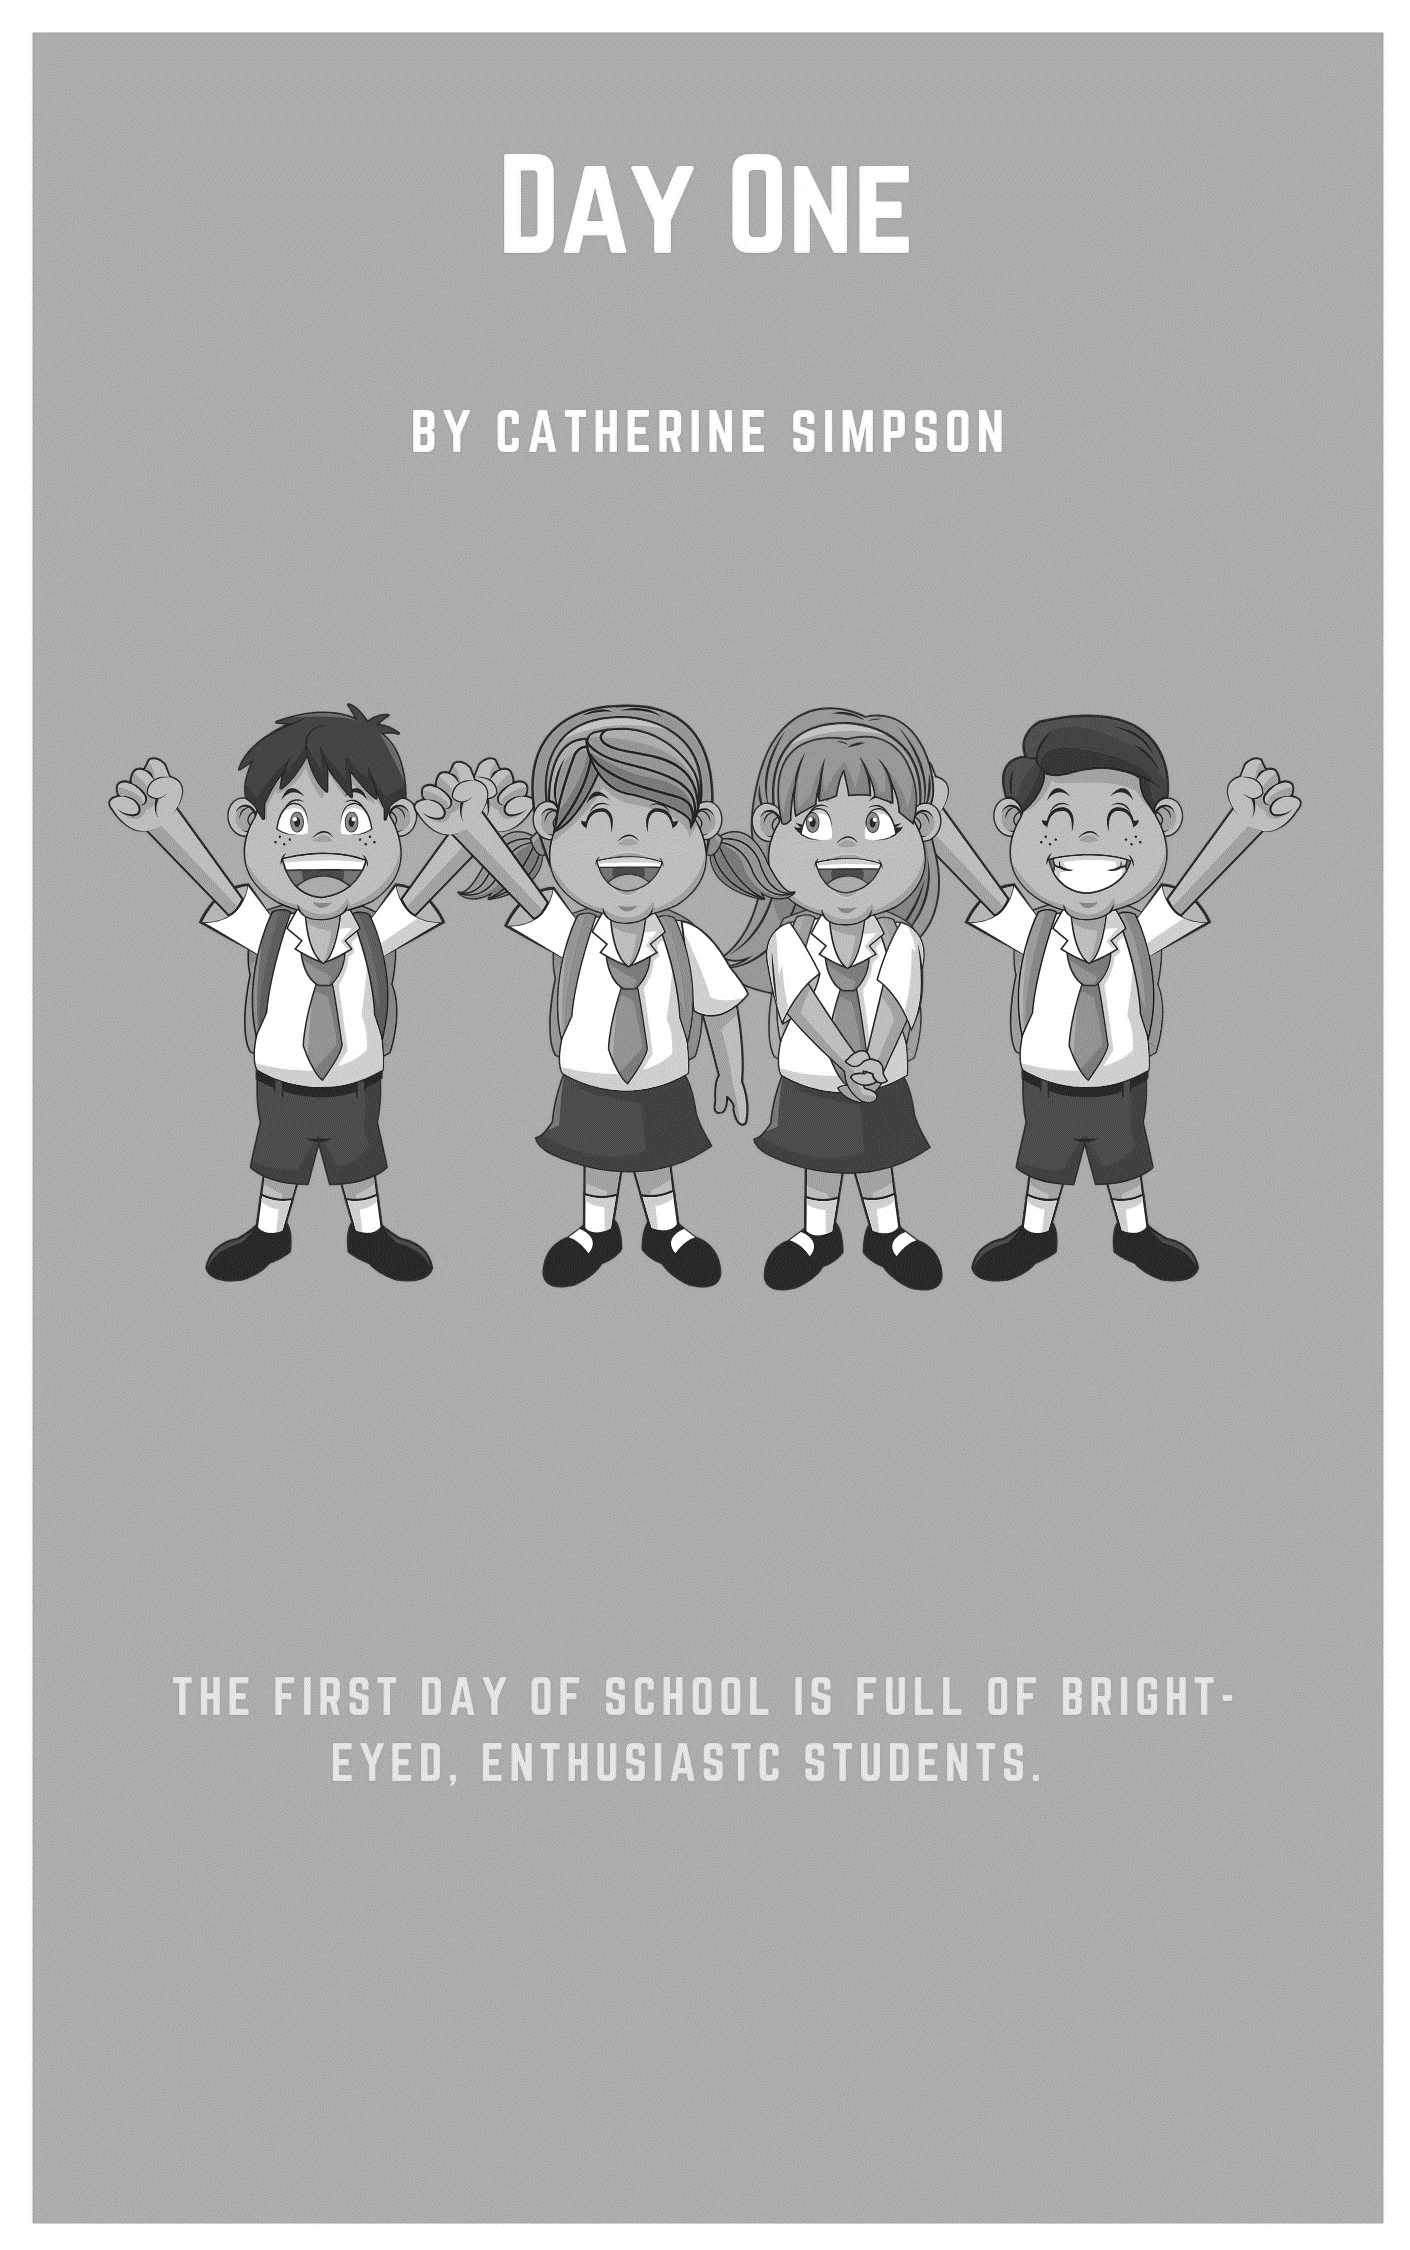 Day One
BY CATHERINE SIMPSON
THE FIRST DAY OF SCHOOL IS FULL OF BRIGHT-
EYED, ENTHUSIASTC STUDENTS.